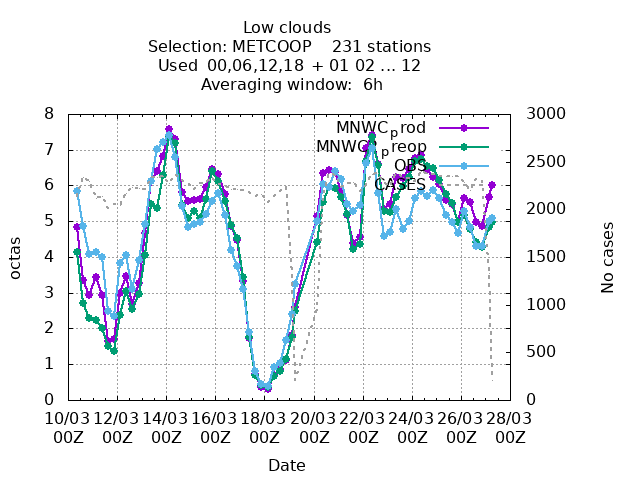 Low clouds
Selection: METCOOP 231 stations
Used 00,06,12,18 + 01 02 ... 12
Averaging window: 6h
8 3000
MNWC_prod
MNWC_preop
7 2500
OBS
CASES
6
2000
5
4 1500
3
1000
2
500
1
0 0
octas
No cases
10/03 12/03 14/03 16/03 18/03 20/03 22/03 24/03 26/03 28/03
00Z 00Z 00Z 00Z 00Z 00Z 00Z 00Z 00Z 00Z
Date